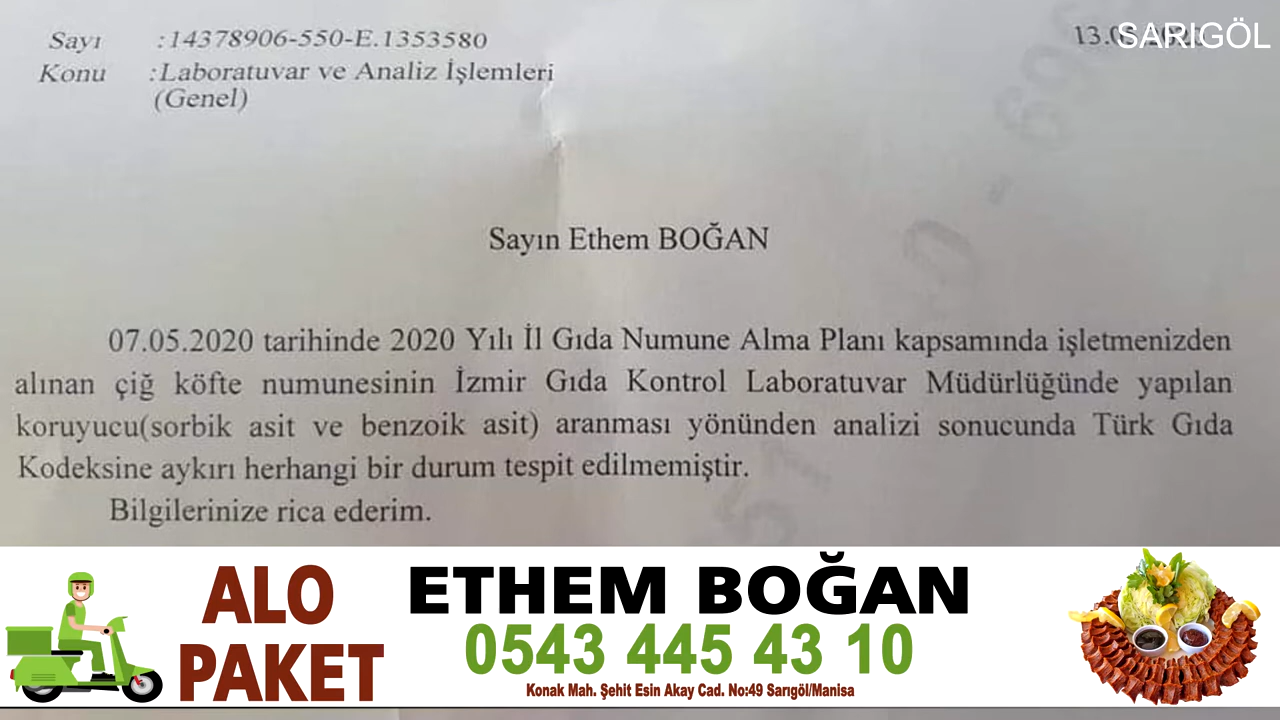 Sayı :14378906-550-E.1353580
SARIGÖL
Konu :Laboratuvar ve Analiz İşlemleri
(Genel)
Sayın Ethem BOĞAN
07.05.2020 tarihinde 2020 Yılı İl Gıda Numune Alma Planı kapsamında işletmenizden
alınan çiğ köfte numunesinin İzmir Gıda Kontrol Laboratuvar Müdürlüğünde yapılan
koruyucu(sorbik asit ve benzoik asit) aranması yönünden analizi sonucunda Türk Gıda
Kodeksine aykırı herhangi bir durum tespit edilmemiştir.
Bilgilerinize rica ederim.
ALO
PAKET
ETHEM BOĞAN
0543 445 43 10
Konak Mah. Şehit Esin Akay Cad. No:49 Sarıgöl/Manisa